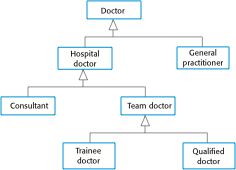 Doctor
Hospital
doctor
General
practitioner
Consultant
Team doctor
Trainee
doctor
Qualified
doctor